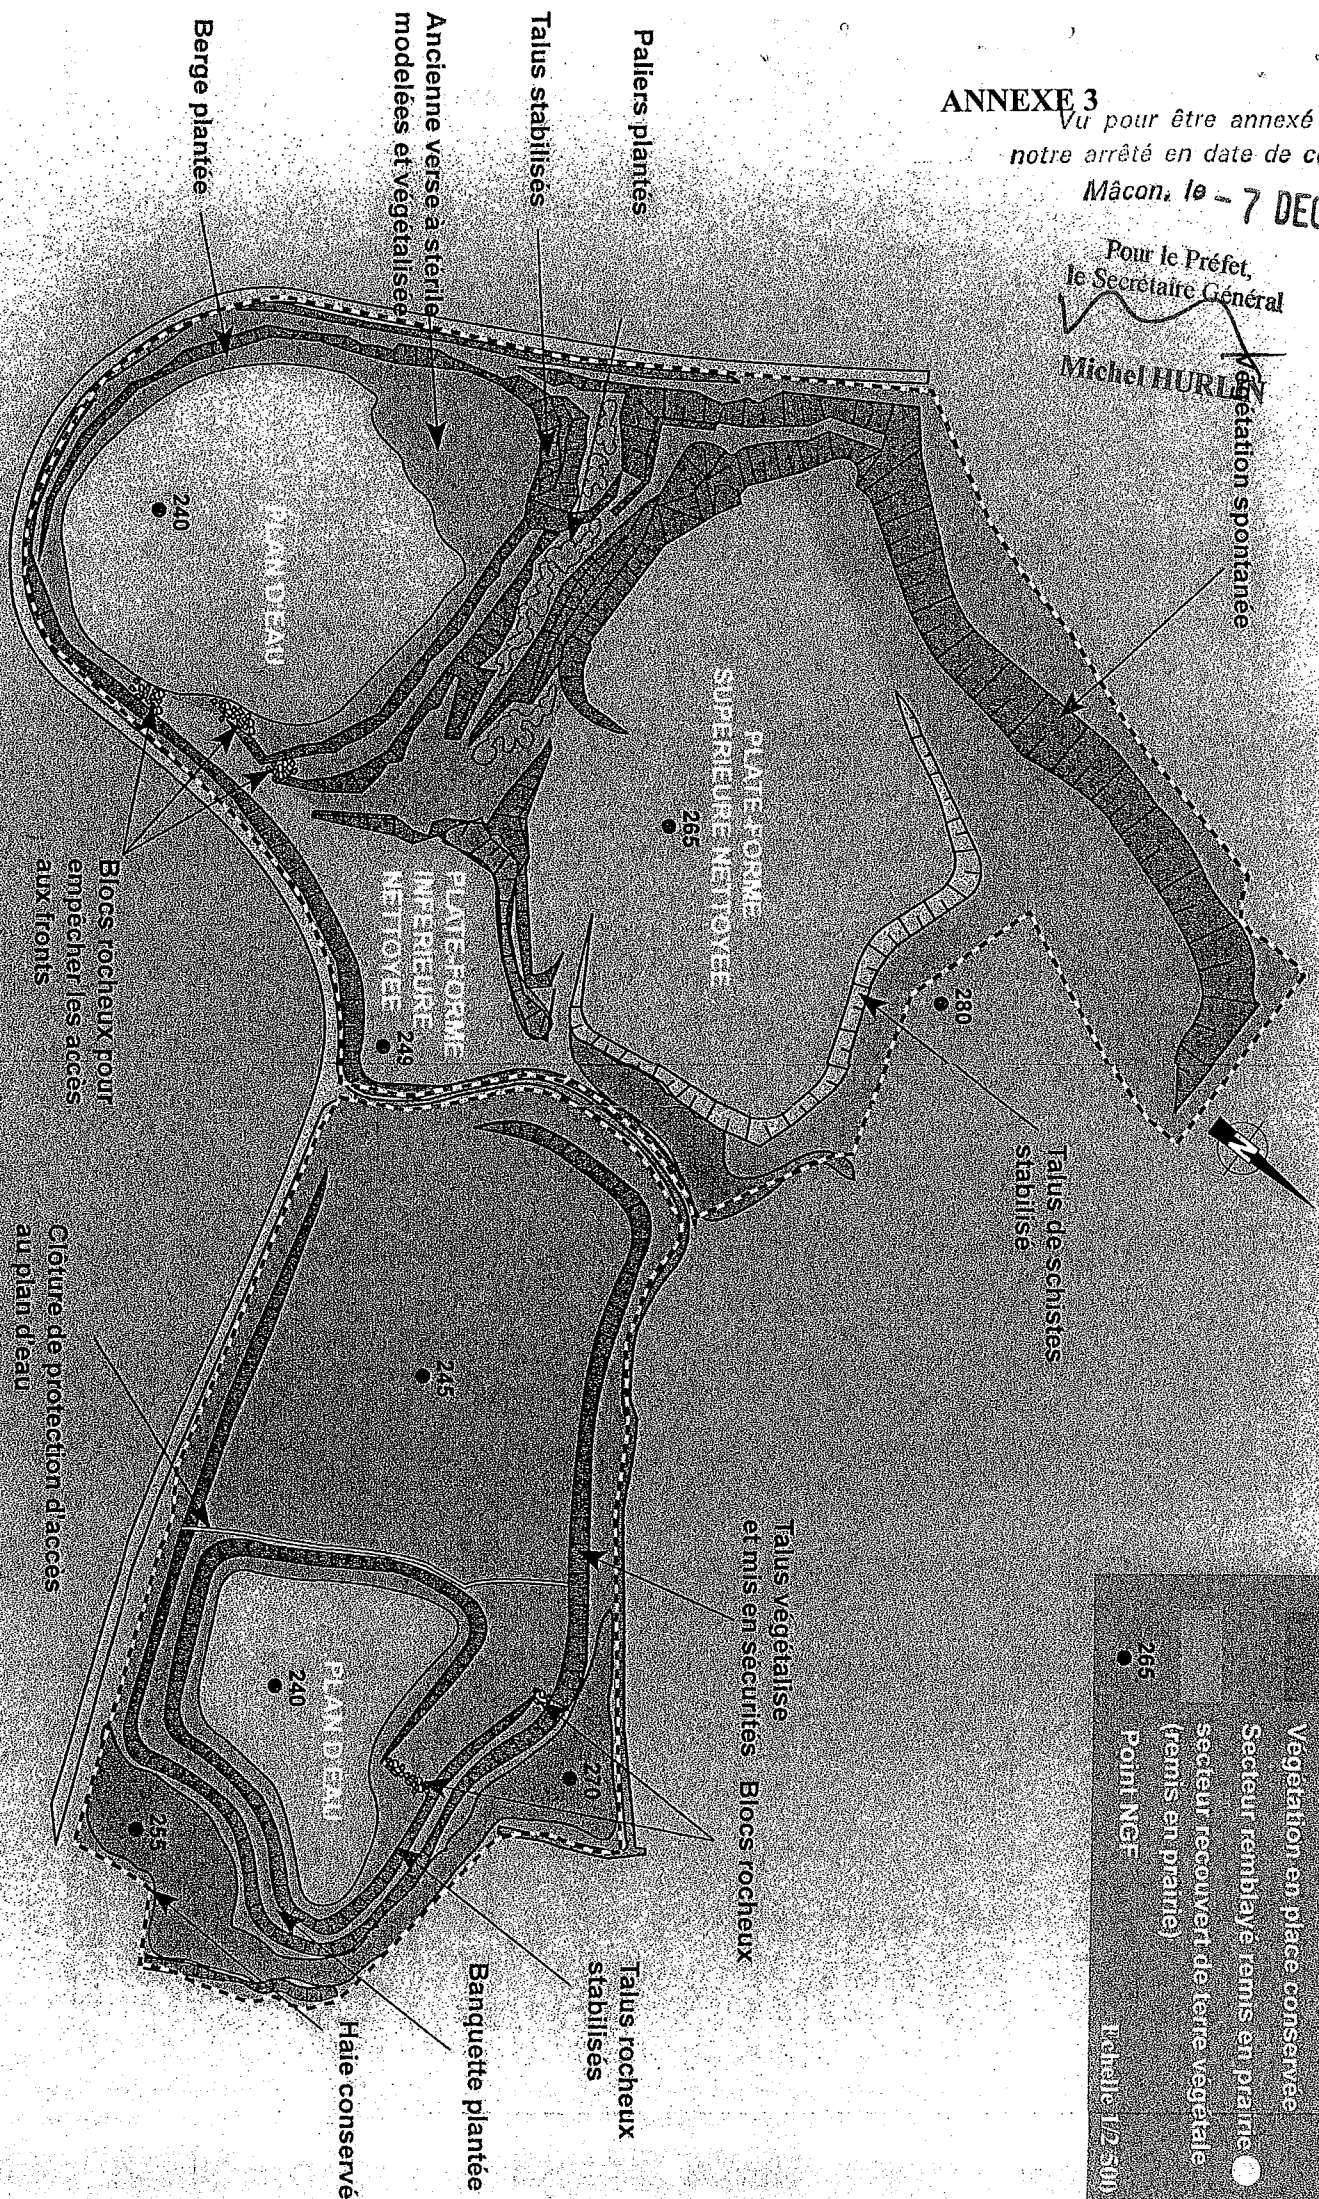 ANNEXE 3
Vu pour être annexé
notre arrêté en date de
Mâcon, le - 7 DEC
Pour le Préfet,
le Secrétaire Général
Michel HURLIN
Végétation spontanée
Paliers plantés
Talus stabilisés
Ancienne verse à stérile
modelées et végétalisée
Berge plantée
PLAN D'EAU
240
PLATE-FORME
SUPERIEURE NETTOYEE
265
PLATE-FORME
INFERIEURE
NETTOYEE
249
280
Blocs rocheux pour
empêcher les accès
aux fronts
Talus de schistes
stabilisé
Cloture de protection d'accès
au plan d'eau
245
Talus végétalisé
et mis en sécurités
Blocs rocheux
PLAN D'EAU
240
270
255
Talus rocheux
stabilisés
Banquette plantée
Haie conservé
Végétation en place conservée
Secteur remblayé remis en prairie
secteur recouvert de terre végétale
(remis en prairie)
265
Point NGF
Echelle 1/2 500